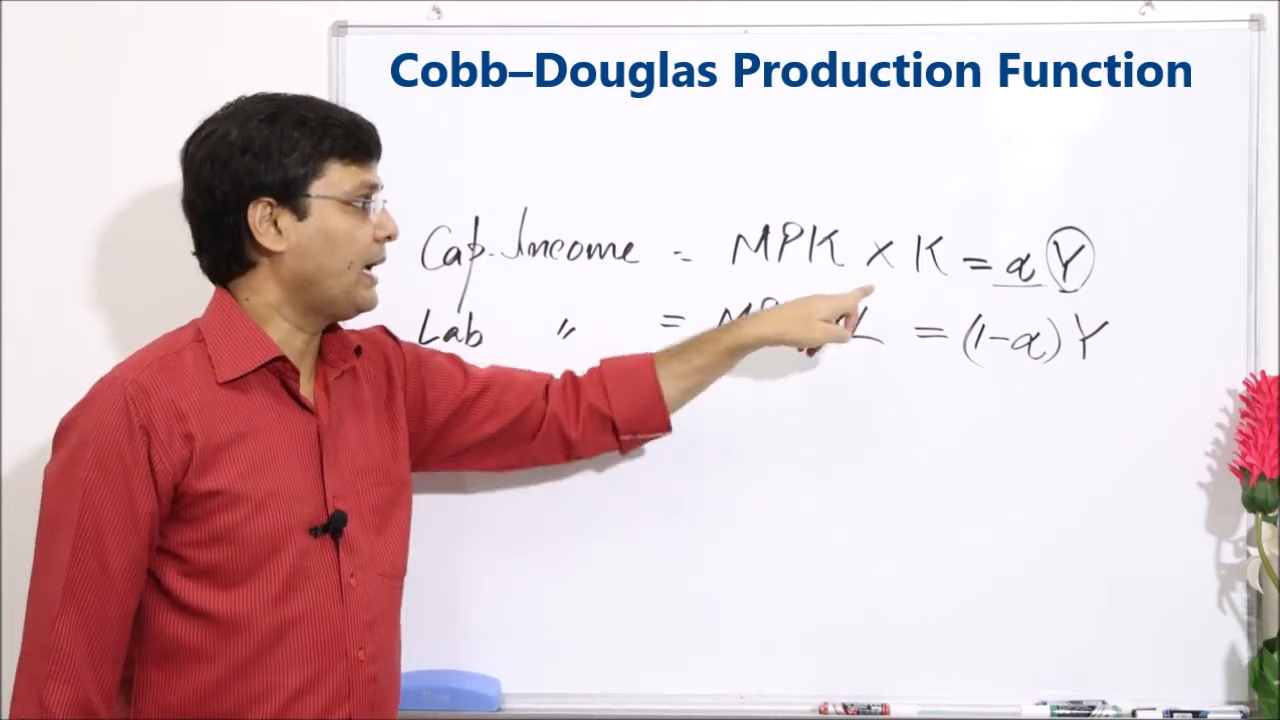 Cobb–Douglas Production Function
Cap. Income = MPK × K = α Y
Lab " = L = (1-α) Y